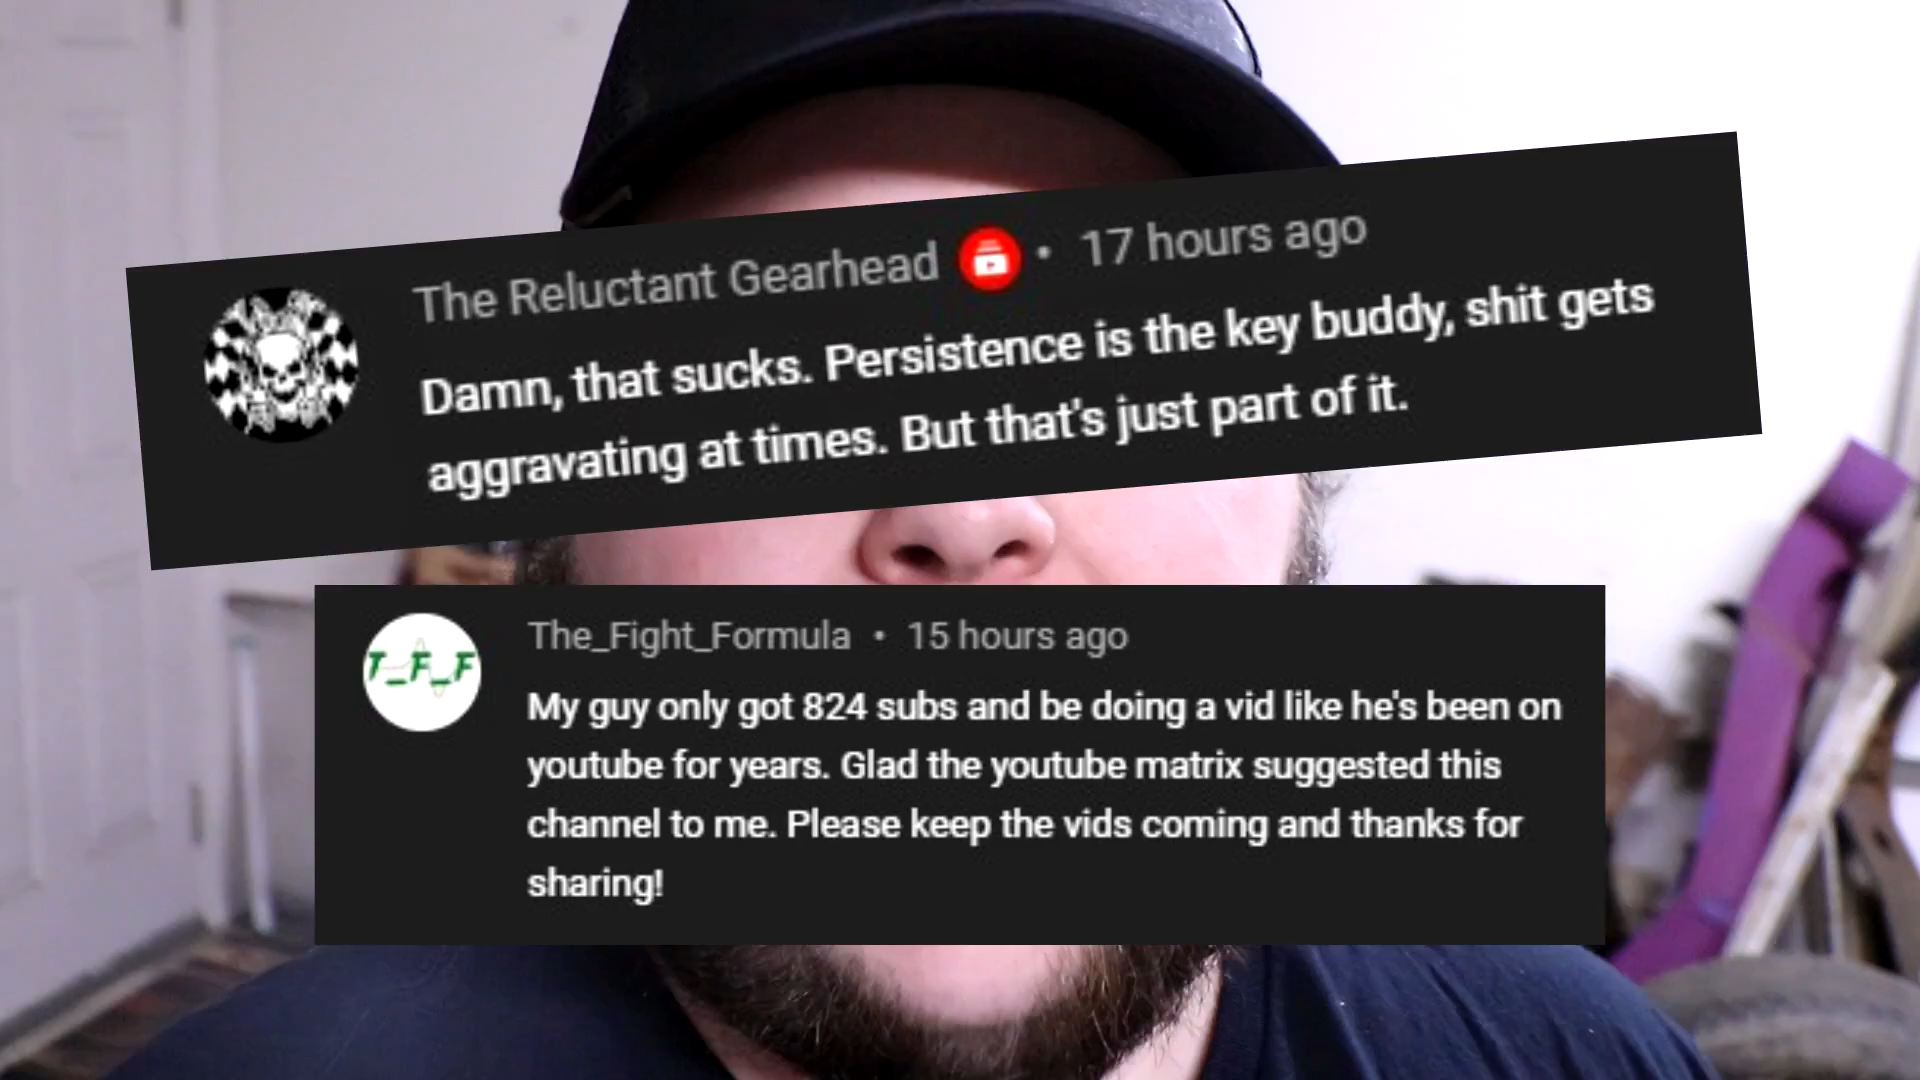 The Reluctant Gearhead • 17 hours ago
Damn, that sucks. Persistence is the key buddy, shit gets
aggravating at times. But that's just part of it.
T_F_F
The_Fight_Formula • 15 hours ago
My guy only got 824 subs and be doing a vid like he's been on
youtube for years. Glad the youtube matrix suggested this
channel to me. Please keep the vids coming and thanks for
sharing!